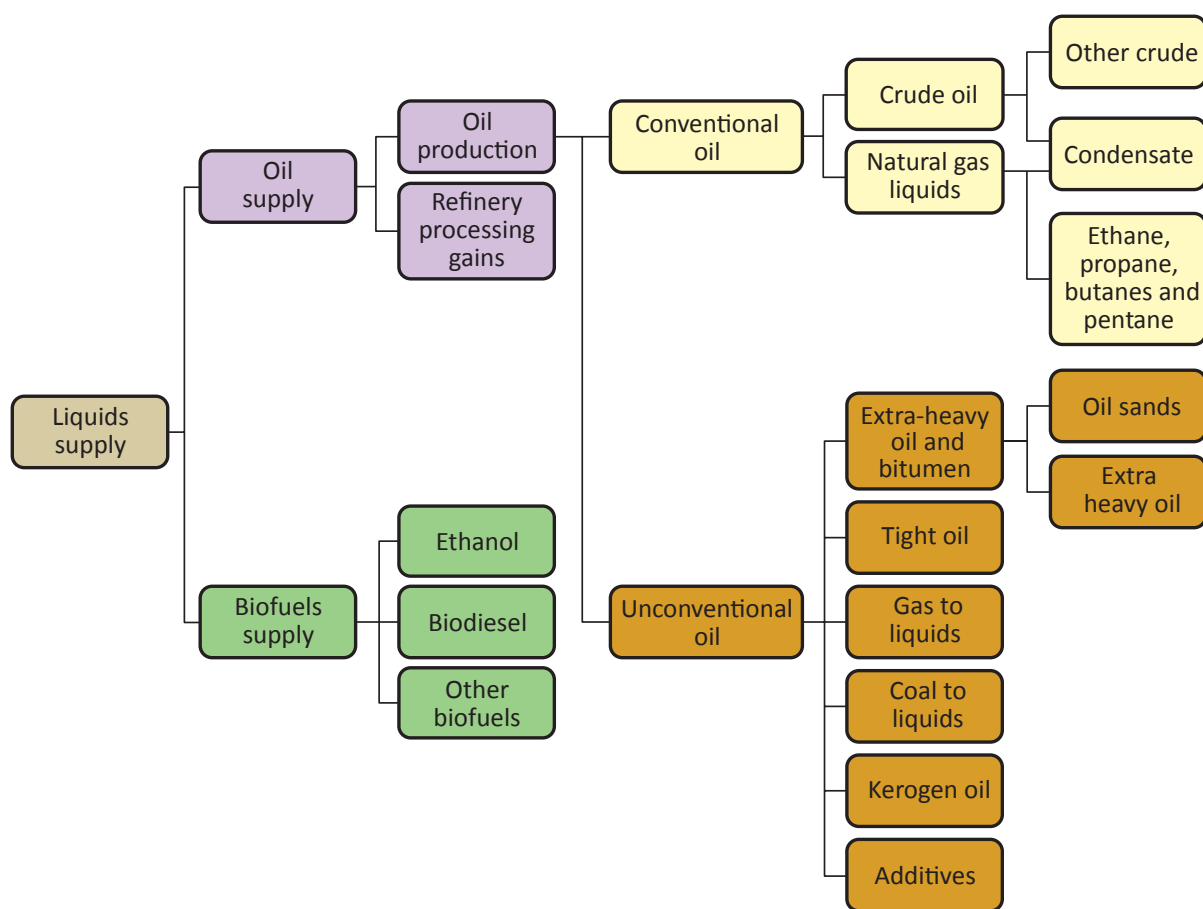 Other crude
Crude oil
Oil
production
Conventional
oil
Condensate
Natural gas
liquids
Oil
supply
Refinery
processing
gains
Ethane,
propane,
butanes and
pentane
Liquids
supply
Extra-heavy
oil and
bitumen
Oil sands
Extra
heavy oil
Ethanol
Tight oil
Biofuels
supply
Biodiesel
Unconventional
oil
Gas to
liquids
Other
biofuels
Coal to
liquids
Kerogen oil
Additives